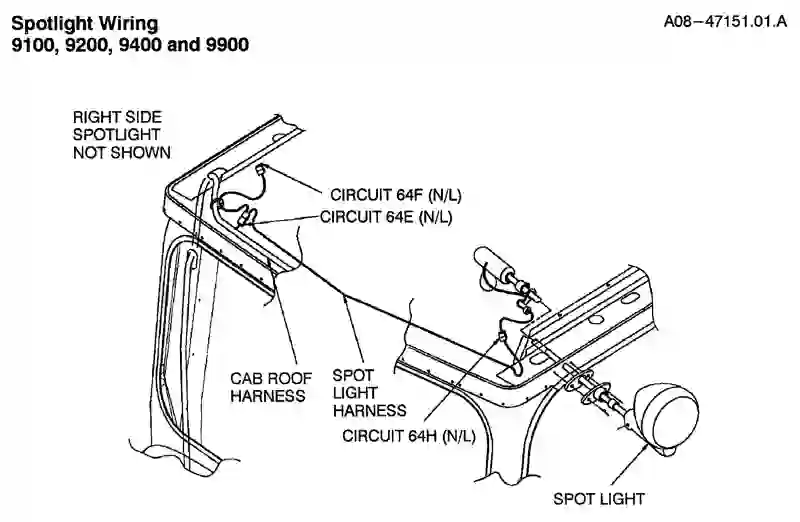 Spotlight Wiring
9100, 9200, 9400 and 9900
A08-47151.01.A
RIGHT SIDE
SPOTLIGHT
NOT SHOWN
CIRCUIT 64F (N/L)
CIRCUIT 64E (N/L)
CAB ROOF
HARNESS
SPOT
LIGHT
HARNESS
CIRCUIT 64H (N/L)
SPOT LIGHT